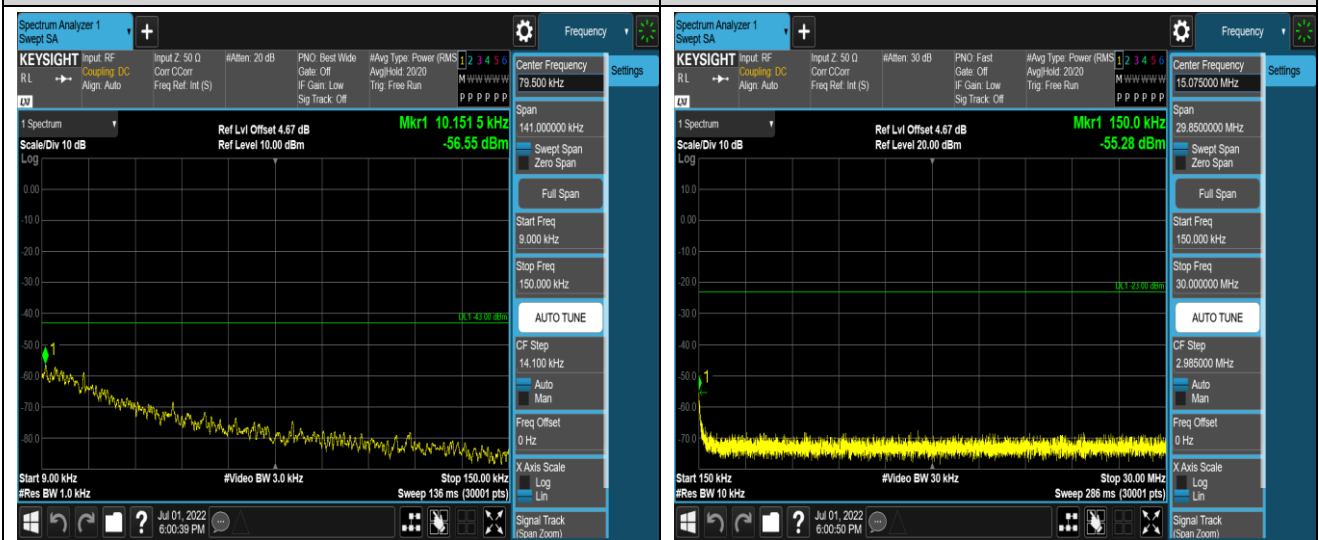 Spectrum Analyzer 1
Swept SA
Frequency
KEYSIGHT
RL
LXI
Input: RF
Coupling: DC
Align: Auto
Input Z: 50 Ω
Corr CCorr
Freq Ref: Int (S)
#Atten: 20 dB
PNO: Best Wide
Gate: Off
IF Gain: Low
Sig Track: Off
#Avg Type: Power (RMS
Avg|Hold: 20/20
Trig: Free Run
1 2 3 4 5 6
M W W W W W
P P P P P P
Center Frequency
79.500 kHz
Settings
1 Spectrum
Scale/Div 10 dB
Log
Ref Lvl Offset 4.67 dB
Ref Level 10.00 dBm
Mkr1 10.151 5 kHz
-56.55 dBm
0.00
-10.0
-20.0
-30.0
-40.0
-50.0
-60.0
-70.0
-80.0
DL1 -43.00 dBm
1
Start 9.00 kHz
#Res BW 1.0 kHz
#Video BW 3.0 kHz
Stop 150.00 kHz
Sweep 136 ms (30001 pts)
Span
141.000000 kHz
Swept Span
Zero Span
Full Span
Start Freq
9.000 kHz
Stop Freq
150.000 kHz
AUTO TUNE
CF Step
14.100 kHz
Auto
Man
Freq Offset
0 Hz
X Axis Scale
Log
Lin
Signal Track
(Span Zoom)
?
Jul 01, 2022
6:00:39 PM
Spectrum Analyzer 1
Swept SA
Frequency
KEYSIGHT
RL
LXI
Input: RF
Coupling: DC
Align: Auto
Input Z: 50 Ω
Corr CCorr
Freq Ref: Int (S)
#Atten: 30 dB
PNO: Fast
Gate: Off
IF Gain: Low
Sig Track: Off
#Avg Type: Power (RMS
Avg|Hold: 20/20
Trig: Free Run
1 2 3 4 5 6
M W W W W W
P P P P P P
Center Frequency
15.075000 MHz
Settings
1 Spectrum
Scale/Div 10 dB
Log
Ref Lvl Offset 4.67 dB
Ref Level 20.00 dBm
Mkr1 150.0 kHz
-55.28 dBm
10.0
0.00
-10.0
-20.0
-30.0
-40.0
-50.0
-60.0
-70.0
DL1 -23.00 dBm
1
Start 150 kHz
#Res BW 10 kHz
#Video BW 30 kHz
Stop 30.00 MHz
Sweep 286 ms (30001 pts)
Span
29.8500000 MHz
Swept Span
Zero Span
Full Span
Start Freq
150.000 kHz
Stop Freq
30.000000 MHz
AUTO TUNE
CF Step
2.985000 MHz
Auto
Man
Freq Offset
0 Hz
X Axis Scale
Log
Lin
Signal Track
(Span Zoom)
?
Jul 01, 2022
6:00:50 PM